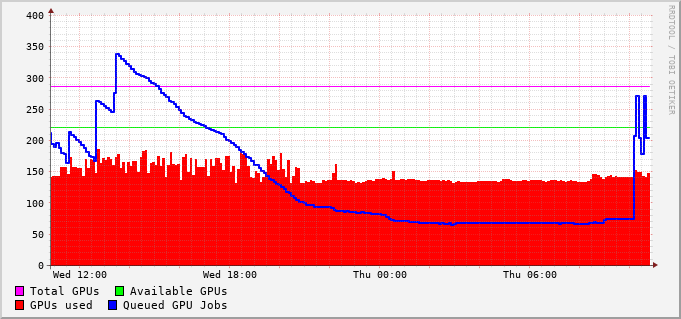 400
350
300
250
200
150
100
50
0
Wed 12:00 Wed 18:00 Thu 00:00 Thu 06:00
Total GPUs Available GPUs
GPUs used Queued GPU Jobs
RRDTOOL / TOBI OETIKER